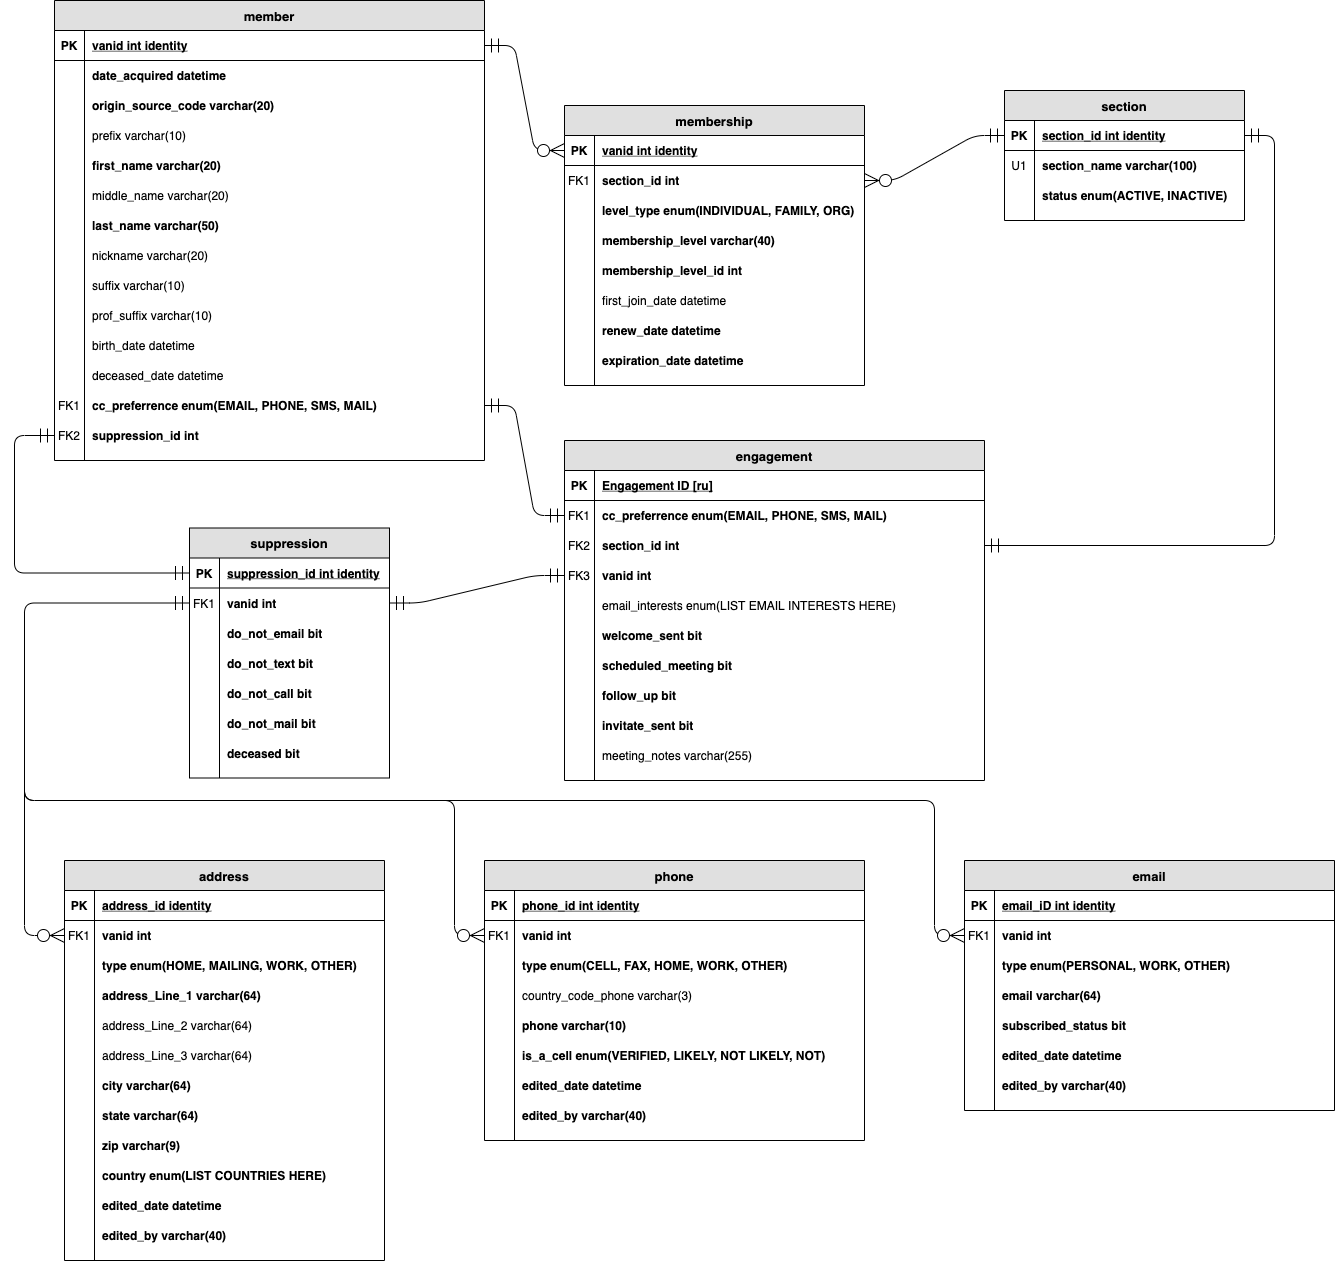 member
PK vanid int identity
date_acquired datetime
origin_source_code varchar(20)
prefix varchar(10)
first_name varchar(20)
middle_name varchar(20)
last_name varchar(50)
nickname varchar(20)
suffix varchar(10)
prof_suffix varchar(10)
birth_date datetime
deceased_date datetime
FK1 cc_preferrence enum(EMAIL, PHONE, SMS, MAIL)
FK2 suppression_id int
membership
PK vanid int identity
FK1 section_id int
level_type enum(INDIVIDUAL, FAMILY, ORG)
membership_level varchar(40)
membership_level_id int
first_join_date datetime
renew_date datetime
expiration_date datetime
section
PK section_id int identity
U1 section_name varchar(100)
status enum(ACTIVE, INACTIVE)
engagement
PK Engagement ID [ru]
FK1 cc_preferrence enum(EMAIL, PHONE, SMS, MAIL)
FK2 section_id int
FK3 vanid int
email_interests enum(LIST EMAIL INTERESTS HERE)
welcome_sent bit
scheduled_meeting bit
follow_up bit
invitate_sent bit
meeting_notes varchar(255)
suppression
PK suppression_id int identity
FK1 vanid int
do_not_email bit
do_not_text bit
do_not_call bit
do_not_mail bit
deceased bit
address
PK address_id identity
FK1 vanid int
type enum(HOME, MAILING, WORK, OTHER)
address_Line_1 varchar(64)
address_Line_2 varchar(64)
address_Line_3 varchar(64)
city varchar(64)
state varchar(64)
zip varchar(9)
country enum(LIST COUNTRIES HERE)
edited_date datetime
edited_by varchar(40)
phone
PK phone_id int identity
FK1 vanid int
type enum(CELL, FAX, HOME, WORK, OTHER)
country_code_phone varchar(3)
phone varchar(10)
is_a_cell enum(VERIFIED, LIKELY, NOT LIKELY, NOT)
edited_date datetime
edited_by varchar(40)
email
PK email_iD int identity
FK1 vanid int
type enum(PERSONAL, WORK, OTHER)
email varchar(64)
subscribed_status bit
edited_date datetime
edited_by varchar(40)